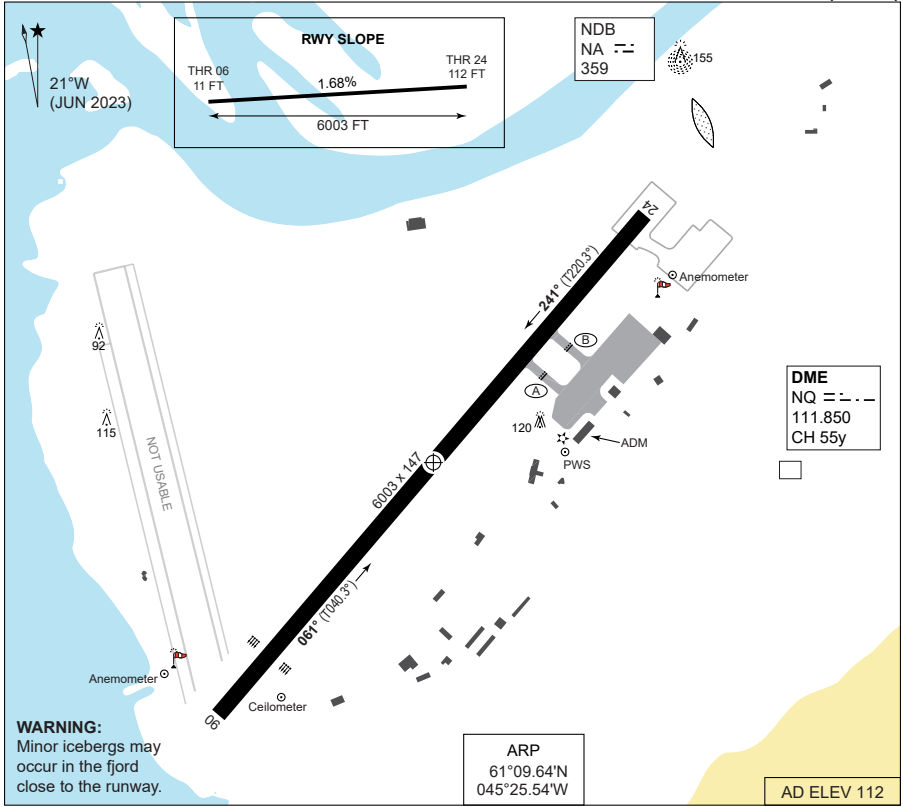 RWY SLOPE
THR 06
11 FT
1.68%
THR 24
112 FT
6003 FT
21°W
(JUN 2023)
NDB
NA
359
155
24
241° (T220.3°)
Anemometer
B
A
92
115
NOT USABLE
120
ADM
PWS
DME
NQ
111.850
CH 55y
6003 x 147
061° (T040.3°)
Anemometer
Ceilometer
06
WARNING:
Minor icebergs may
occur in the fjord
close to the runway.
ARP
61°09.64'N
045°25.54'W
AD ELEV 112